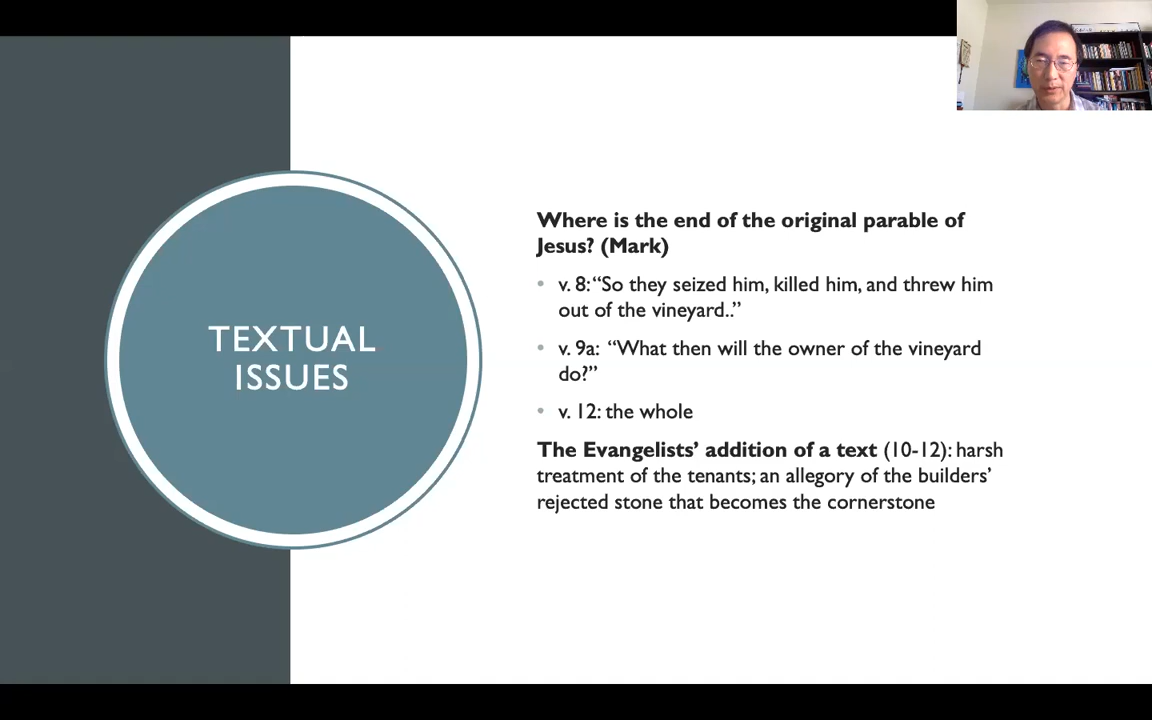 TEXTUAL
ISSUES
Where is the end of the original parable of
Jesus? (Mark)
• v. 8: “So they seized him, killed him, and threw him
out of the vineyard..”
• v. 9a: “What then will the owner of the vineyard
do?”
• v. 12: the whole
The Evangelists’ addition of a text (10-12): harsh
treatment of the tenants; an allegory of the builders’
rejected stone that becomes the cornerstone